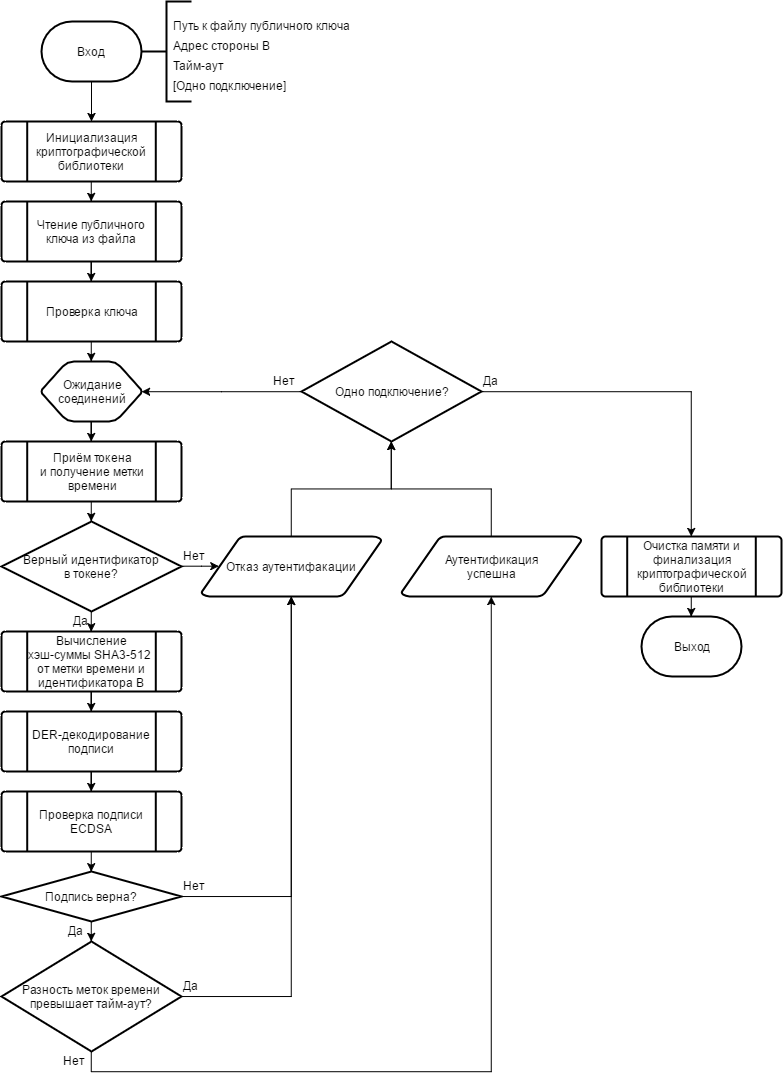 Вход
Путь к файлу публичного ключа
Адрес стороны B
Тайм-аут
[Одно подключение]
Инициализация
криптографической
библиотеки
Чтение публичного
ключа из файла
Проверка ключа
Ожидание
соединений
Нет
Одно подключение?
Да
Приём токена
и получение метки
времени
Верный идентификатор
в токене?
Нет
Да
Отказ аутентифакации
Аутентификация
успешна
Очистка памяти и
финализация
криптографической
библиотеки
Выход
Вычисление
хэш-суммы SHA3-512
от метки времени и
идентификатора B
DER-декодирование
подписи
Проверка подписи
ECDSA
Подпись верна?
Нет
Да
Разность меток времени
превышает тайм-аут?
Да
Нет